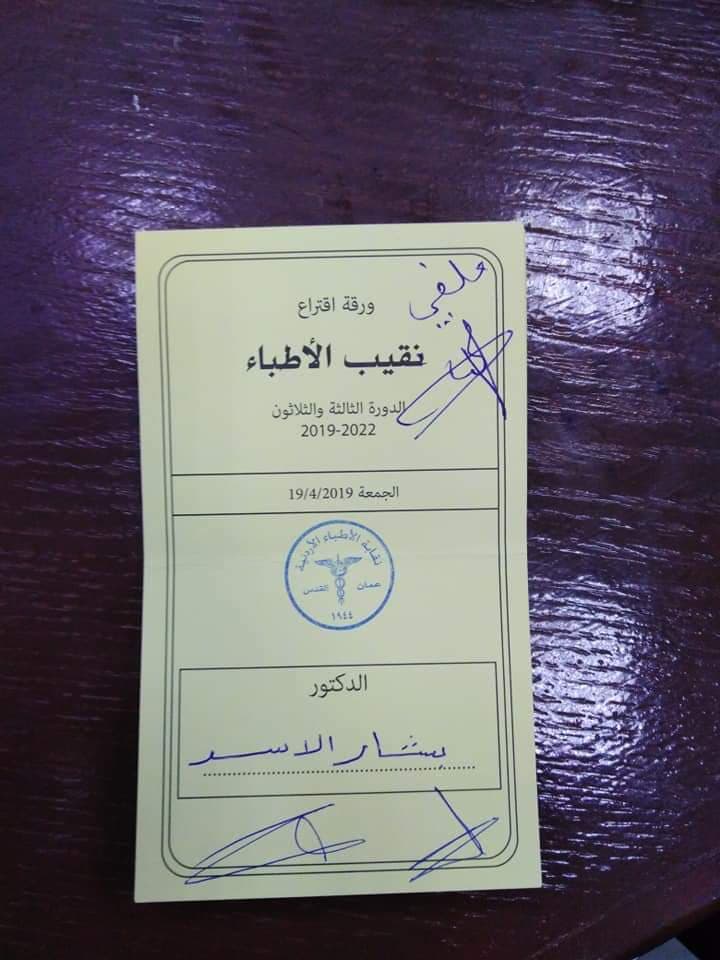 ملغي
ورقة اقتراع
نقيب الأطباء
الدورة الثالثة والثلاثون
2019-2022
الجمعة 19/4/2019
نقابة الأطباء الأردنية
عمان القدس
١٩٤٤
الدكتور
بشار الاسد